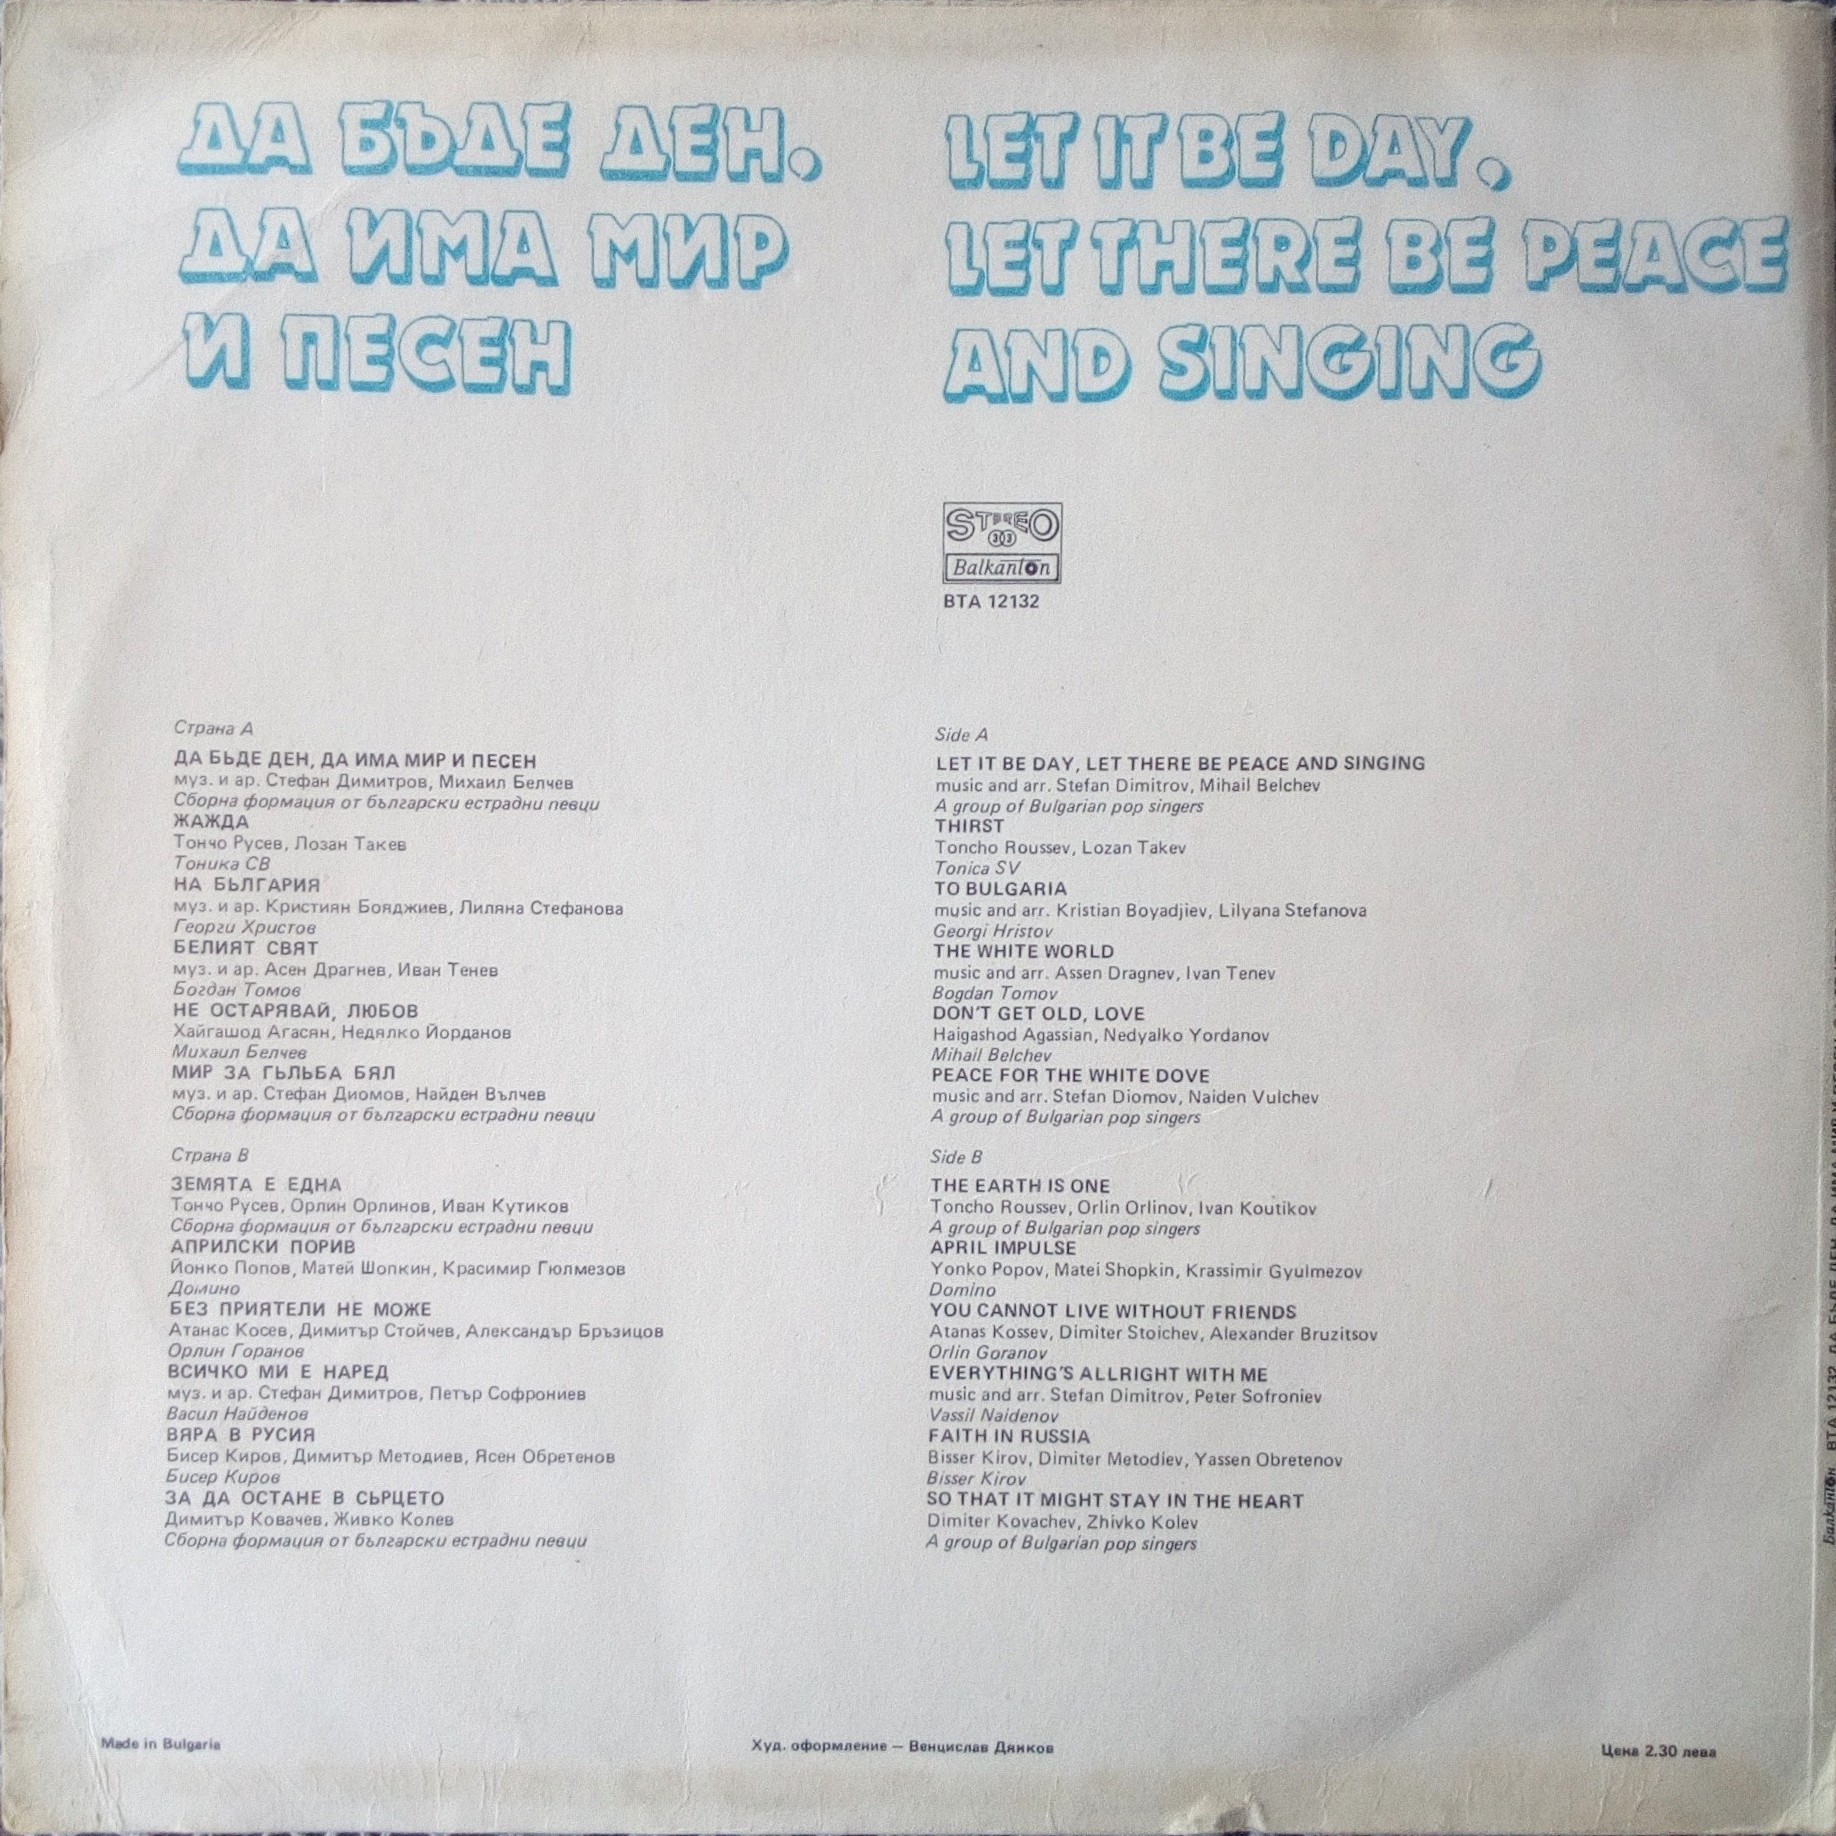 ДА БЪДЕ ДЕН,
ДА ИМА МИР
И ПЕСЕН
LET IT BE DAY,
LET THERE BE PEACE
AND SINGING
STEREO
33
Balkanton
ВТА 12132
Страна А
ДА БЪДЕ ДЕН, ДА ИМА МИР И ПЕСЕН
муз. и ар. Стефан Димитров, Михаил Белчев
Сборна формация от български естрадни певци
ЖАЖДА
Тончо Русев, Лозан Такев
Тоника СВ
НА БЪЛГАРИЯ
муз. и ар. Кристиян Бояджиев, Лиляна Стефанова
Георги Христов
БЕЛИЯТ СВЯТ
муз. и ар. Асен Драгнев, Иван Тенев
Богдан Томов
НЕ ОСТАРЯВАЙ, ЛЮБОВ
Хайгашод Агасян, Недялко Йорданов
Михаил Белчев
МИР ЗА ГЪЛЪБА БЯЛ
муз. и ар. Стефан Диомов, Найден Вълчев
Сборна формация от български естрадни певци
Страна В
ЗЕМЯТА Е ЕДНА
Тончо Русев, Орлин Орлинов, Иван Кутиков
Сборна формация от български естрадни певци
АПРИЛСКИ ПОРИВ
Йонко Попов, Матей Шопкин, Красимир Гюлмезов
Домино
БЕЗ ПРИЯТЕЛИ НЕ МОЖЕ
Атанас Косев, Димитър Стойчев, Александър Бръзицов
Орлин Горанов
ВСИЧКО МИ Е НАРЕД
муз. и ар. Стефан Димитров, Петър Софрониев
Васил Найденов
ВЯРА В РУСИЯ
Бисер Киров, Димитър Методиев, Ясен Обретенов
Бисер Киров
ЗА ДА ОСТАНЕ В СЪРЦЕТО
Димитър Ковачев, Живко Колев
Сборна формация от български естрадни певци
Side A
LET IT BE DAY, LET THERE BE PEACE AND SINGING
music and arr. Stefan Dimitrov, Mihail Belchev
A group of Bulgarian pop singers
THIRST
Toncho Roussev, Lozan Takev
Tonica SV
TO BULGARIA
music and arr. Kristian Boyadjiev, Lilyana Stefanova
Georgi Hristov
THE WHITE WORLD
music and arr. Assen Dragnev, Ivan Tenev
Bogdan Tomov
DON'T GET OLD, LOVE
Haigashod Agassian, Nedyalko Yordanov
Mihail Belchev
PEACE FOR THE WHITE DOVE
music and arr. Stefan Diomov, Naiden Vulchev
A group of Bulgarian pop singers
Side B
THE EARTH IS ONE
Toncho Roussev, Orlin Orlinov, Ivan Koutikov
A group of Bulgarian pop singers
APRIL IMPULSE
Yonko Popov, Matei Shopkin, Krassimir Gyulmezov
Domino
YOU CANNOT LIVE WITHOUT FRIENDS
Atanas Kossev, Dimiter Stoichev, Alexander Bruzitsov
Orlin Goranov
EVERYTHING'S ALLRIGHT WITH ME
music and arr. Stefan Dimitrov, Peter Sofroniev
Vassil Naidenov
FAITH IN RUSSIA
Bisser Kirov, Dimiter Metodiev, Yassen Obretenov
Bisser Kirov
SO THAT IT MIGHT STAY IN THE HEART
Dimiter Kovachev, Zhivko Kolev
A group of Bulgarian pop singers
Made in Bulgaria
Худ. оформление — Венцислав Дянков
Цена 2.30 лева
Балкантон ВТА 12132 ДА БЪДЕ ДЕН, ДА ИМА МИР И ПЕСЕН